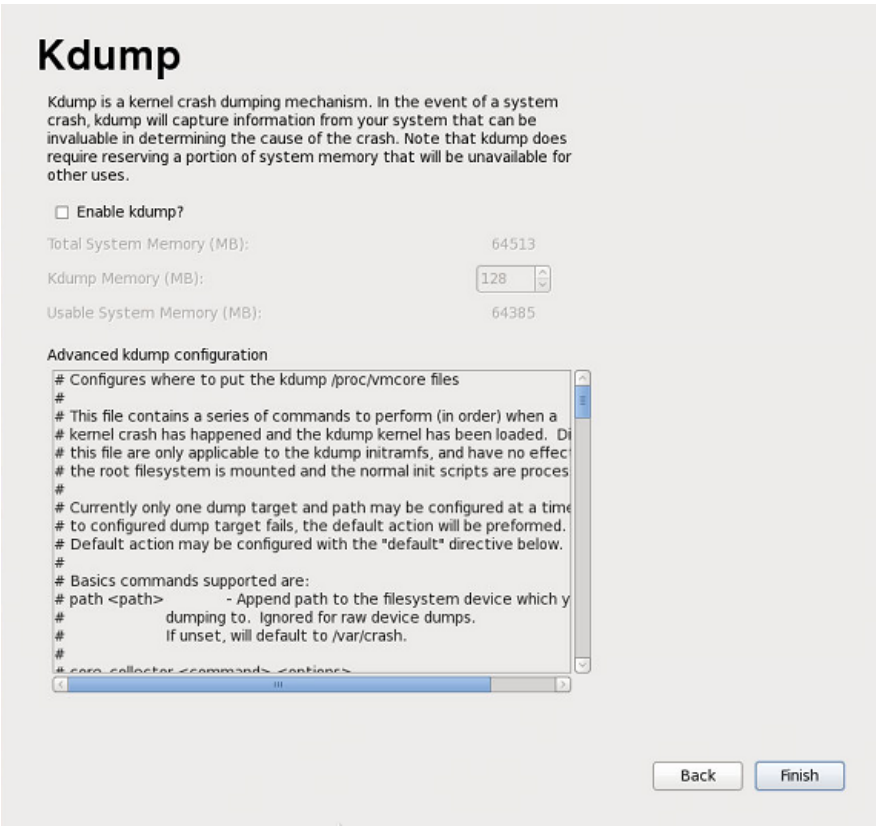 Kdump
Kdump is a kernel crash dumping mechanism. In the event of a system
crash, kdump will capture information from your system that can be
invaluable in determining the cause of the crash. Note that kdump does
require reserving a portion of system memory that will be unavailable for
other uses.
Enable kdump?
Total System Memory (MB): 64513
Kdump Memory (MB): 128
Usable System Memory (MB): 64385
Advanced kdump configuration
# Configures where to put the kdump /proc/vmcore files
#
# This file contains a series of commands to perform (in order) when a
# kernel crash has happened and the kdump kernel has been loaded. Di
# this file are only applicable to the kdump initramfs, and have no effec
# the root filesystem is mounted and the normal init scripts are proces
#
# Currently only one dump target and path may be configured at a time
# to configured dump target fails, the default action will be preformed.
# Default action may be configured with the "default" directive below.
#
# Basics commands supported are:
# path <path> - Append path to the filesystem device which y
# dumping to. Ignored for raw device dumps.
# If unset, will default to /var/crash.
#
# core_collector <command> <options>
Back Finish